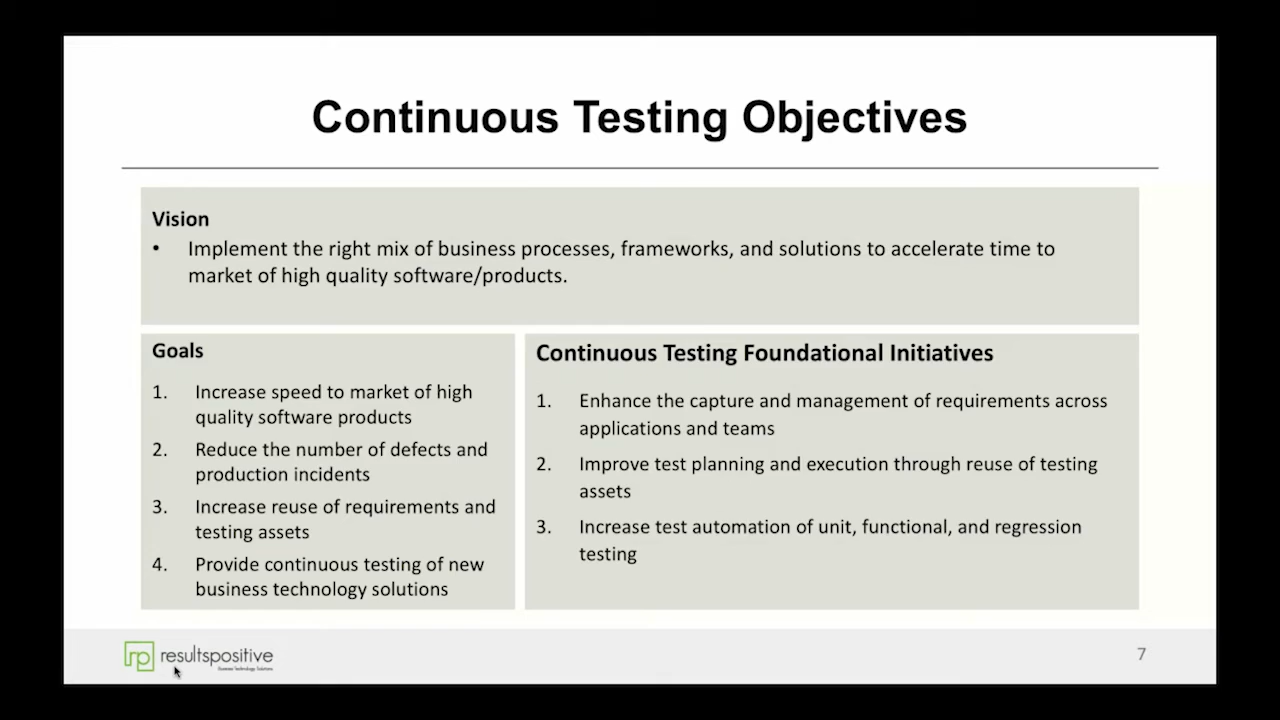 Continuous Testing Objectives
Vision
• Implement the right mix of business processes, frameworks, and solutions to accelerate time to
market of high quality software/products.
Goals
1. Increase speed to market of high
quality software products
2. Reduce the number of defects and
production incidents
3. Increase reuse of requirements and
testing assets
4. Provide continuous testing of new
business technology solutions
Continuous Testing Foundational Initiatives
1. Enhance the capture and management of requirements across
applications and teams
2. Improve test planning and execution through reuse of testing
assets
3. Increase test automation of unit, functional, and regression
testing
rp resultspositive
Business Technology Solutions
7